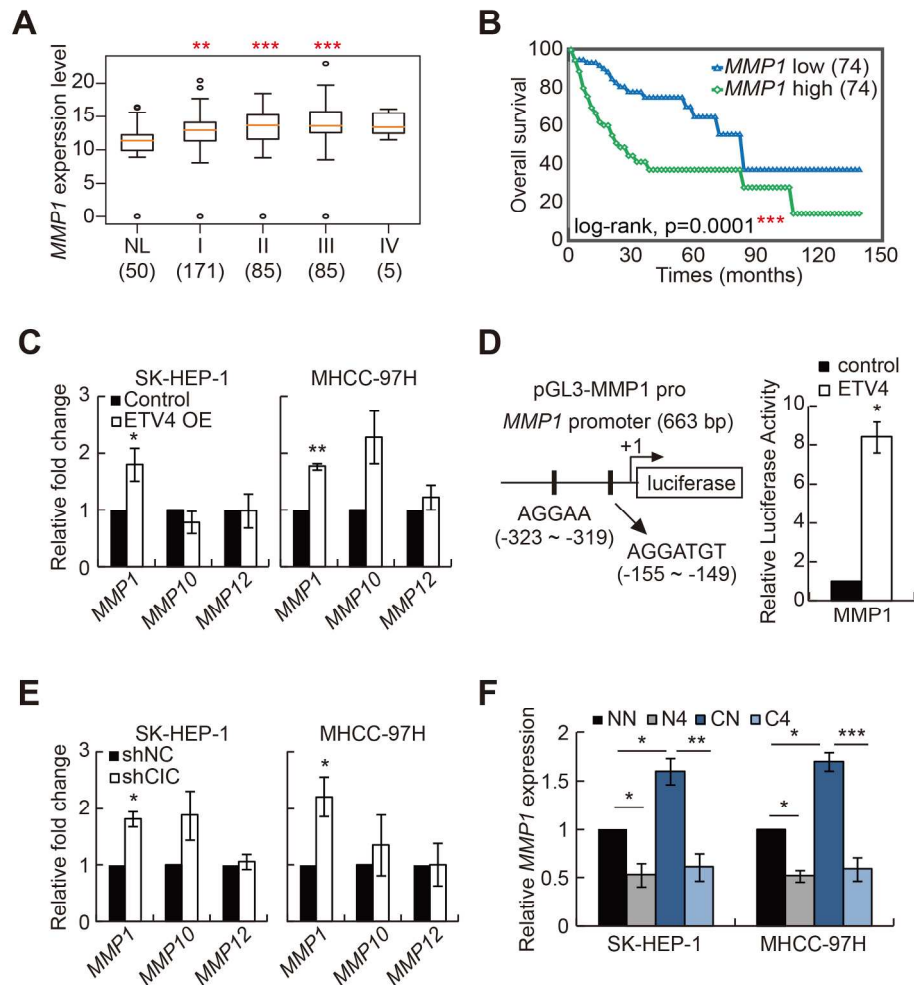 A
** *** ***
MMP1 experssion level
20
15
10
5
0
NL I II III IV
(50) (171) (85) (85) (5)
B
100
80
60
40
20
0
Overall survival
MMP1 low (74)
MMP1 high (74)
log-rank, p=0.0001***
0 30 60 90 120 150
Times (months)
C
SK-HEP-1
MHCC-97H
Control
ETV4 OE
Relative fold change
3
2
1
0
*
**
MMP1 MMP10 MMP12
MMP1 MMP10 MMP12
D
pGL3-MMP1 pro
MMP1 promoter (663 bp)
+1
luciferase
AGGAA
(-323 ~ -319)
AGGATGT
(-155 ~ -149)
control
ETV4
Relative Luciferase Activity
10
8
6
4
2
0
*
MMP1
E
SK-HEP-1
MHCC-97H
shNC
shCIC
Relative fold change
3
2
1
0
*
*
MMP1 MMP10 MMP12
MMP1 MMP10 MMP12
F
NN N4 CN C4
Relative MMP1 expression
2
1.5
1
0.5
0
* ** * ***
* *
SK-HEP-1 MHCC-97H